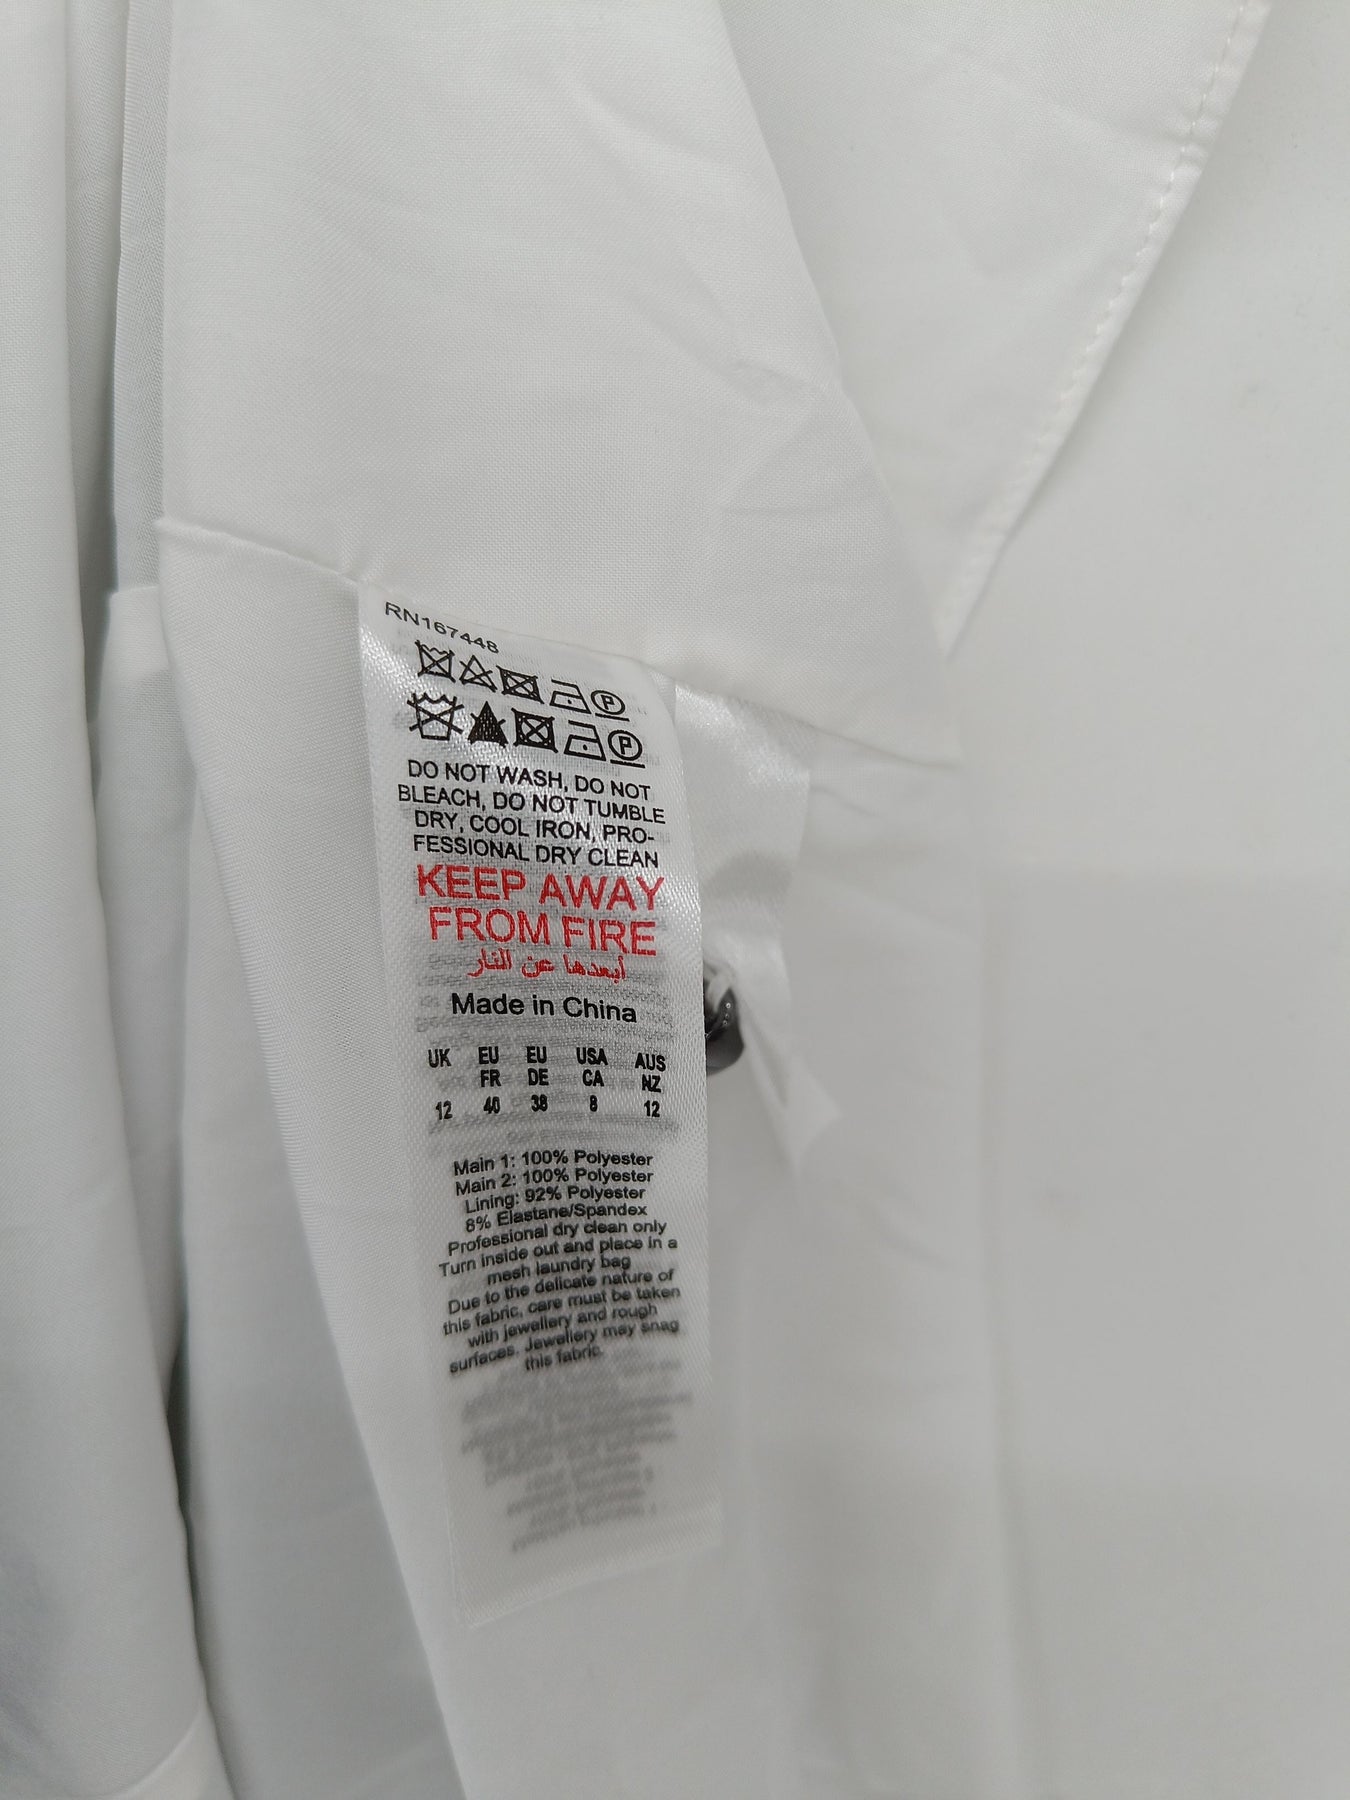 RN167448
P
P
DO NOT WASH, DO NOT
BLEACH, DO NOT TUMBLE
DRY, COOL IRON, PRO-
FESSIONAL DRY CLEAN
KEEP AWAY
FROM FIRE
أبعدها عن النار
Made in China
UK EU EU USA AUS
FR DE CA NZ
12 40 38 8 12
Main 1: 100% Polyester
Main 2: 100% Polyester
Lining: 92% Polyester
8% Elastane/Spandex
Professional dry clean only
Turn inside out and place in a
mesh laundry bag
Due to the delicate nature of
this fabric, care must be taken
with jewellery and rough
surfaces. Jewellery may snag
this fabric.